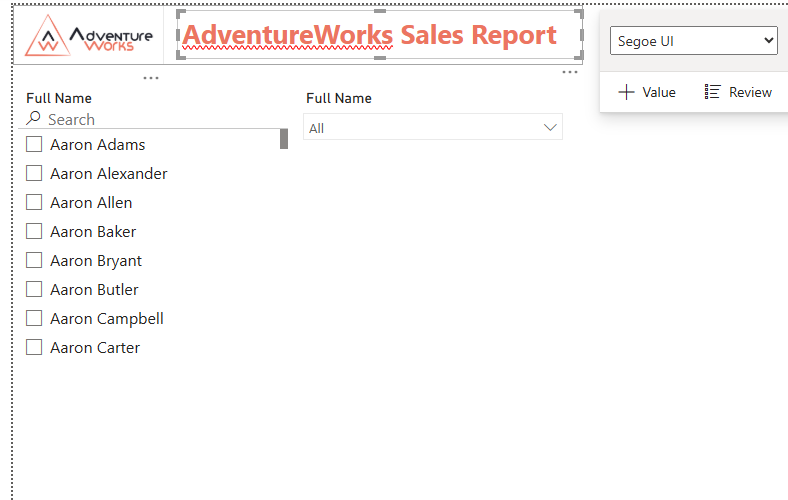 Adventure
Works
AdventureWorks Sales Report
Segoe UI
Value
Review
Full Name
Search
Aaron Adams
Aaron Alexander
Aaron Allen
Aaron Baker
Aaron Bryant
Aaron Butler
Aaron Campbell
Aaron Carter
Full Name
All